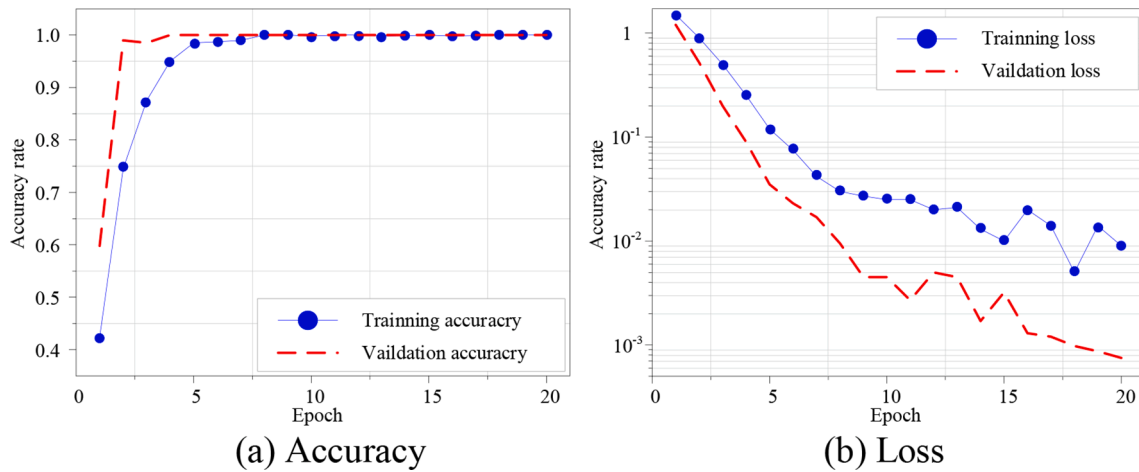 1.0
0.9
0.8
0.7
0.6
0.5
0.4
Accuracy rate
Trainning accuracry
Vaildation accuracry
0 5 10 15 20
Epoch
(a) Accuracy
1
10-1
10-2
10-3
Accuracy rate
Trainning loss
Vaildation loss
0 5 10 15 20
Epoch
(b) Loss